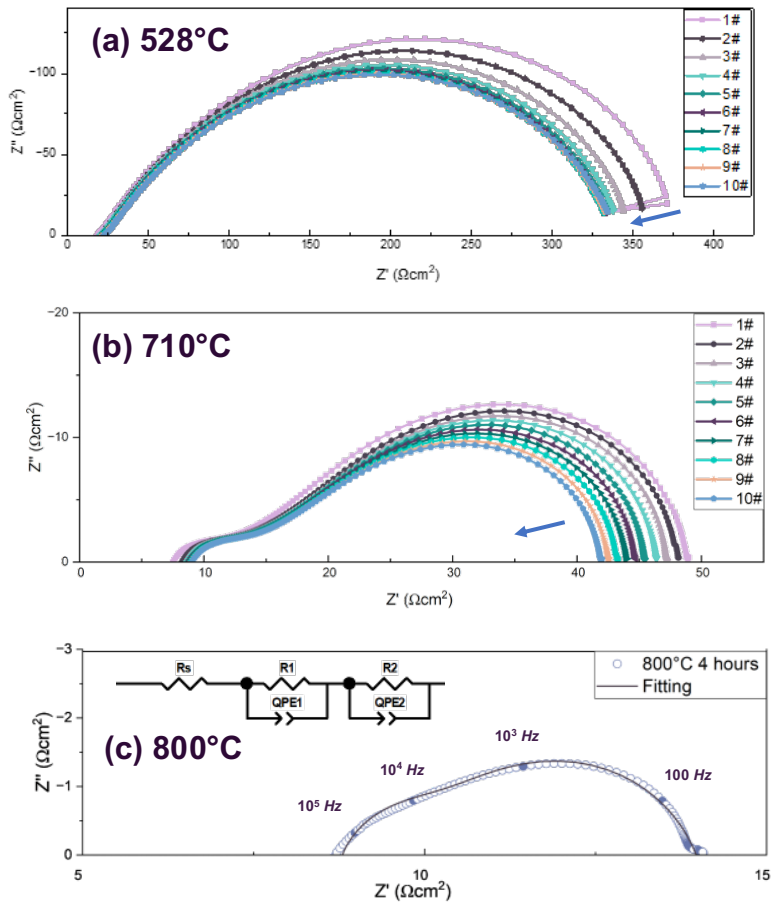 (a) 528°C
1#
2#
3#
4#
5#
6#
7#
8#
9#
10#
−100
−50
0
Z'' (Ωcm²)
0 50 100 150 200 250 300 350 400
Z' (Ωcm²)
(b) 710°C
1#
2#
3#
4#
5#
6#
7#
8#
9#
10#
−20
−10
0
Z'' (Ωcm²)
0 10 20 30 40 50
Z' (Ωcm²)
Rs R1 R2
QPE1 QPE2
800°C 4 hours
Fitting
(c) 800°C
10⁵ Hz
10⁴ Hz
10³ Hz
100 Hz
−3
−2
−1
0
Z'' (Ωcm²)
5 10 15
Z' (Ωcm²)